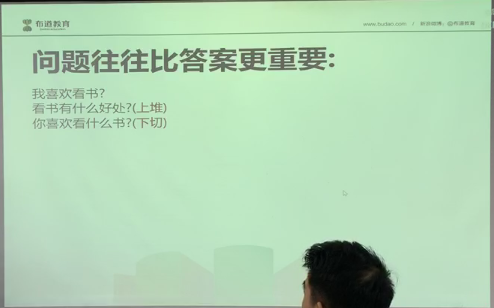 布道教育
www.budao.com / 新浪微博：@布道教育
问题往往比答案更重要:
我喜欢看书?
看书有什么好处?(上堆)
你喜欢看什么书?(下切)